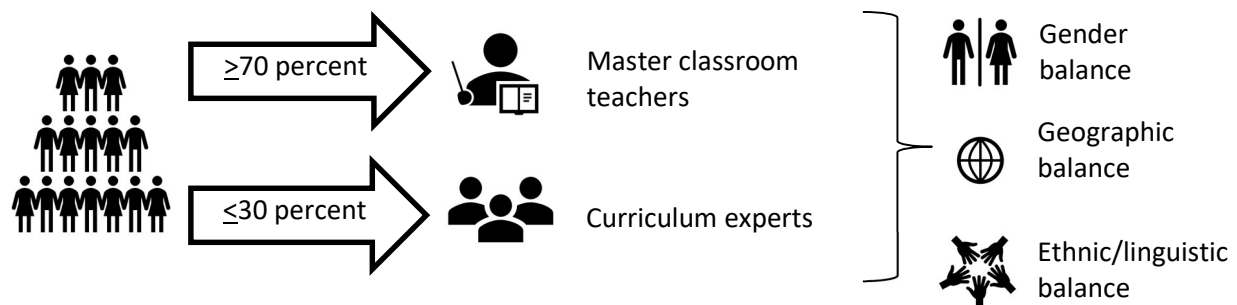 ≥70 percent
Master classroom
teachers
≤30 percent
Curriculum experts
Gender
balance
Geographic
balance
Ethnic/linguistic
balance